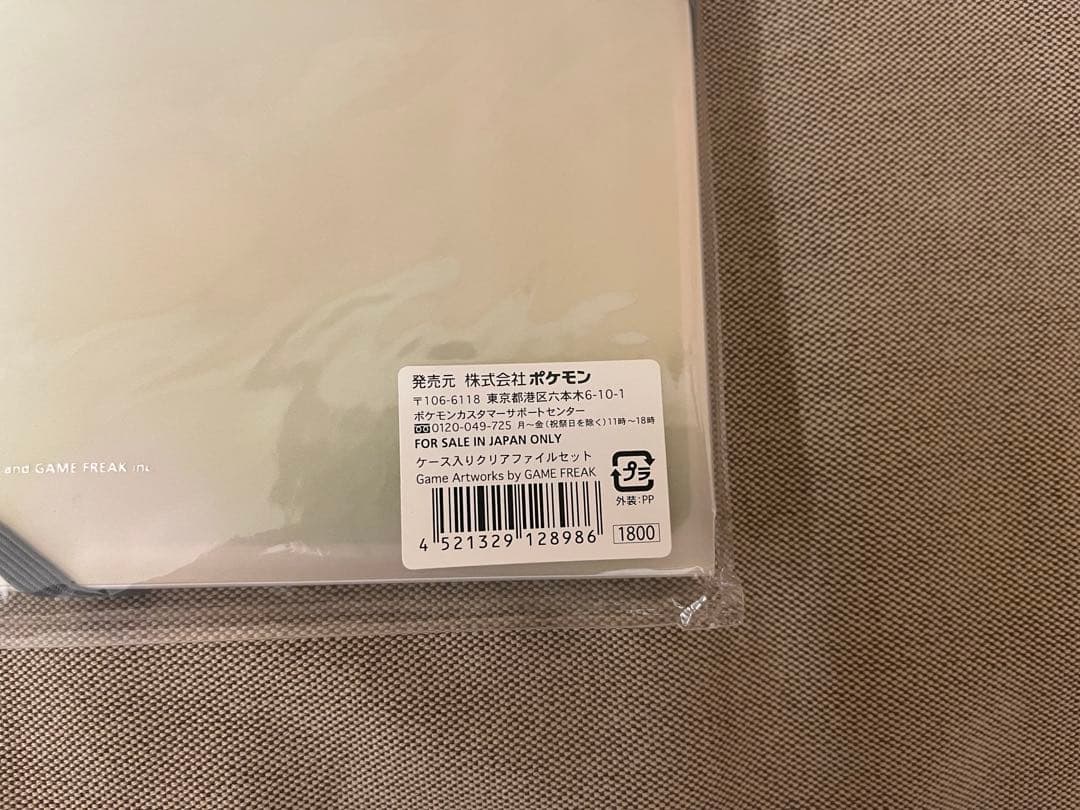 発売元 株式会社ポケモン
〒106-6118 東京都港区六本木6-10-1
ポケモンカスタマーサポートセンター
0120-049-725 月～金(祝祭日を除く)11時～18時
FOR SALE IN JAPAN ONLY
ケース入りクリアファイルセット
Game Artworks by GAME FREAK
プラ
外装:PP
4 521329 128986
1800
and GAME FREAK inc.